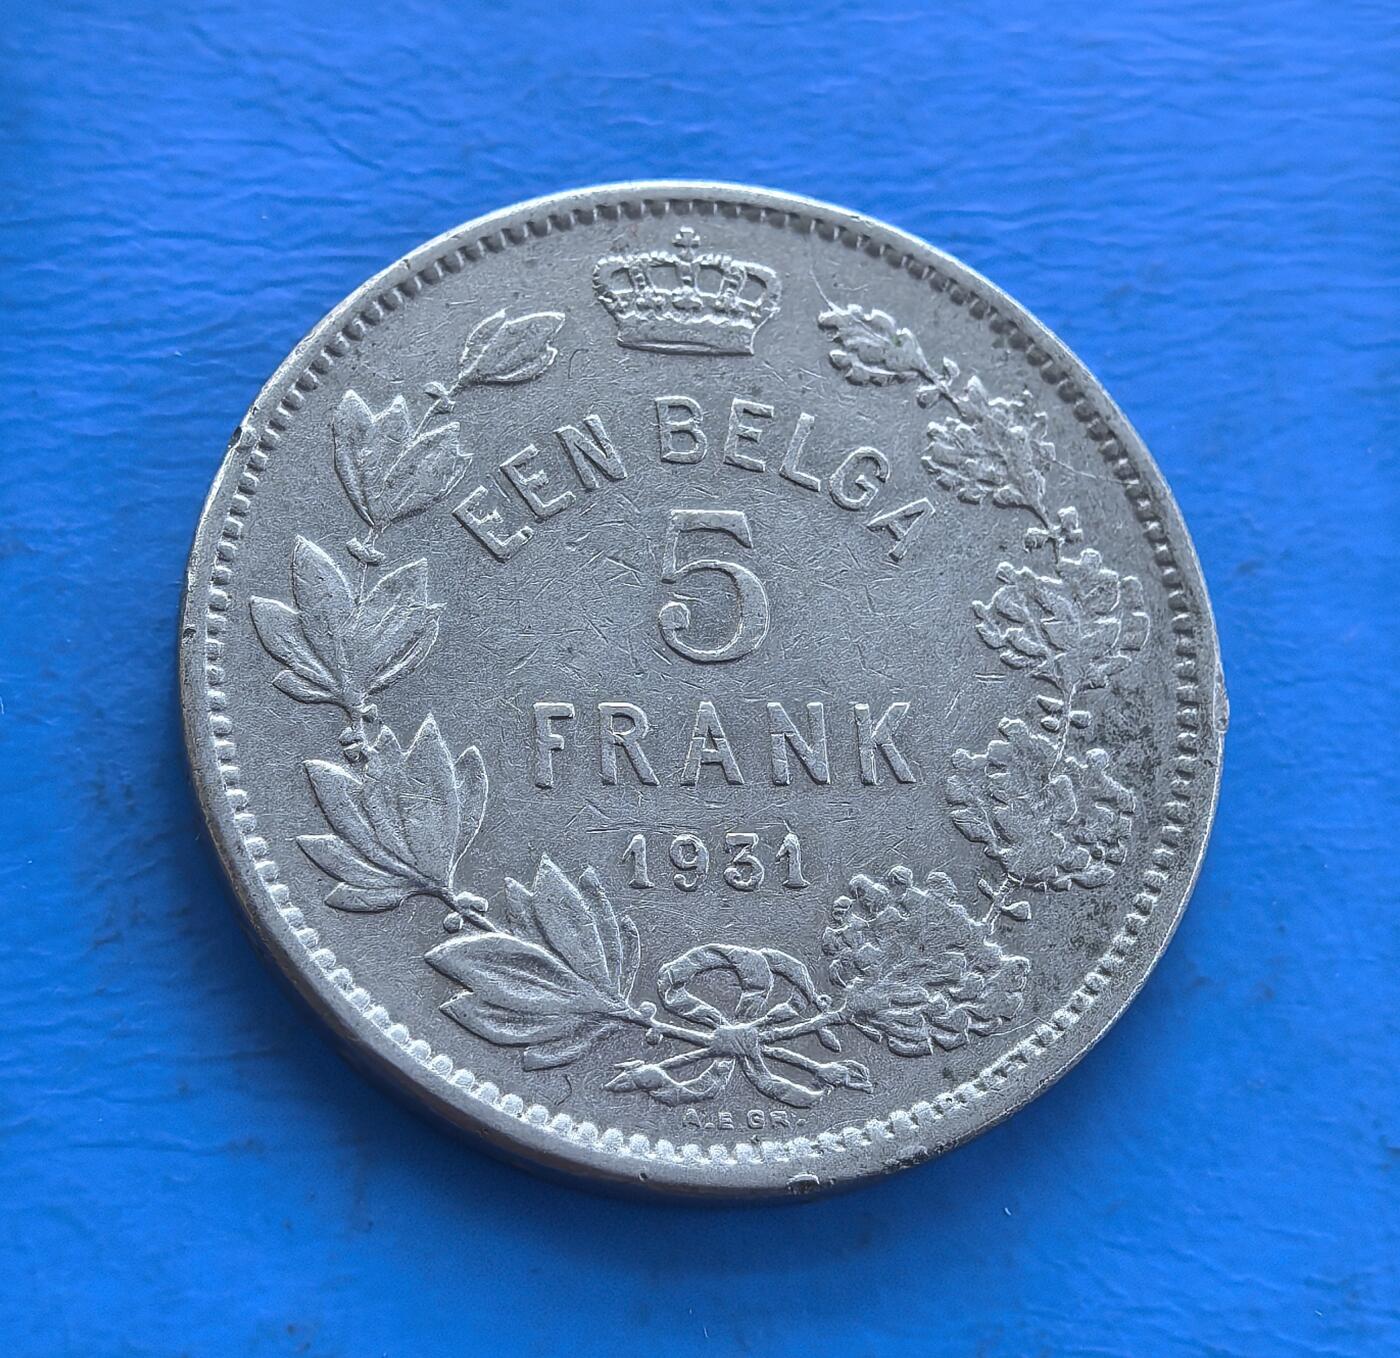 EEN BELGA
5
FRANK
1931
A.E GR.